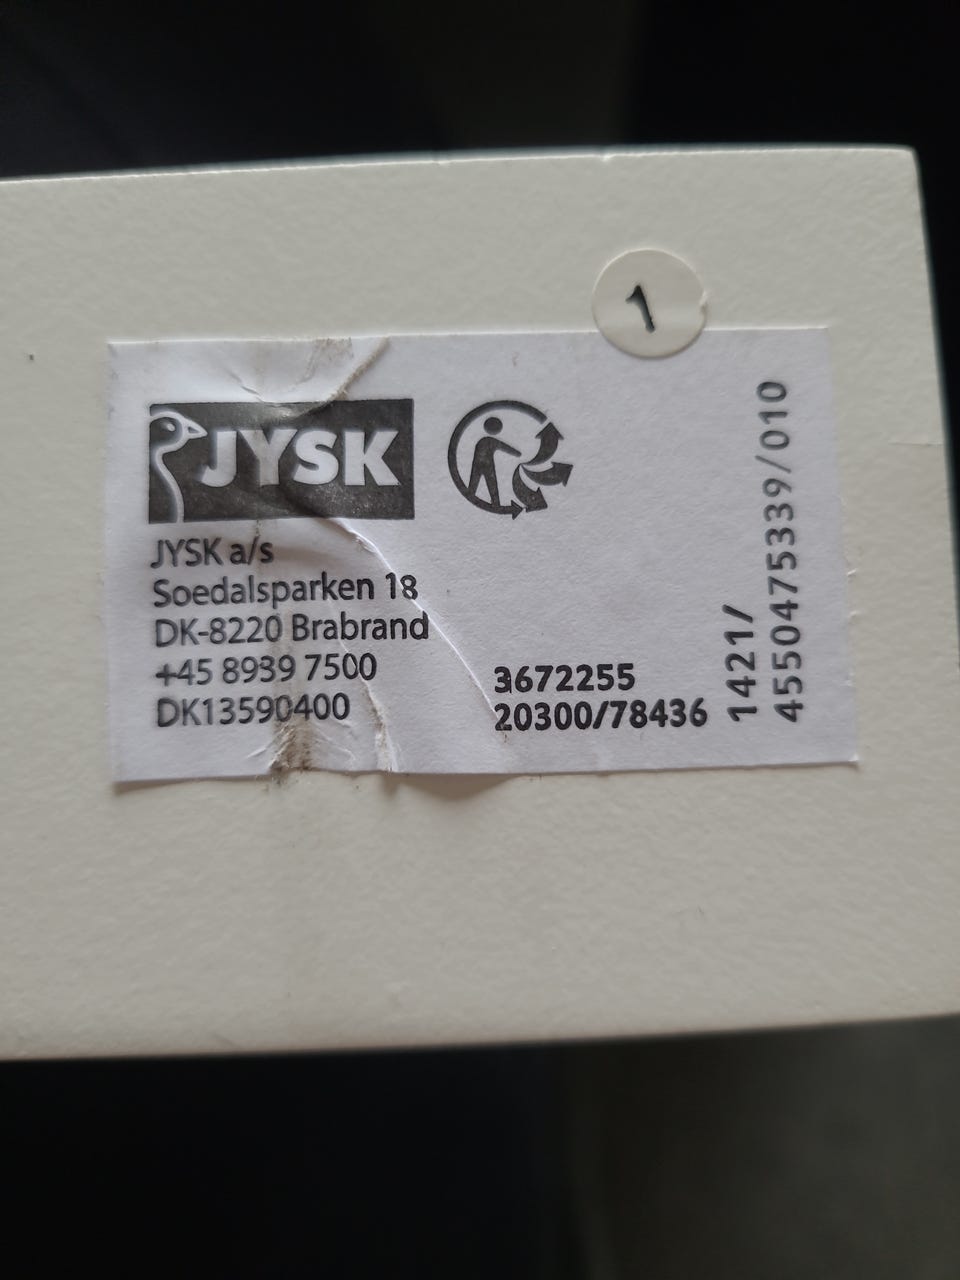 1
JYSK
JYSK a/s
Soedalsparken 18
DK-8220 Brabrand
+45 8939 7500
DK13590400
3672255
20300/78436
1421/
4550475339/010